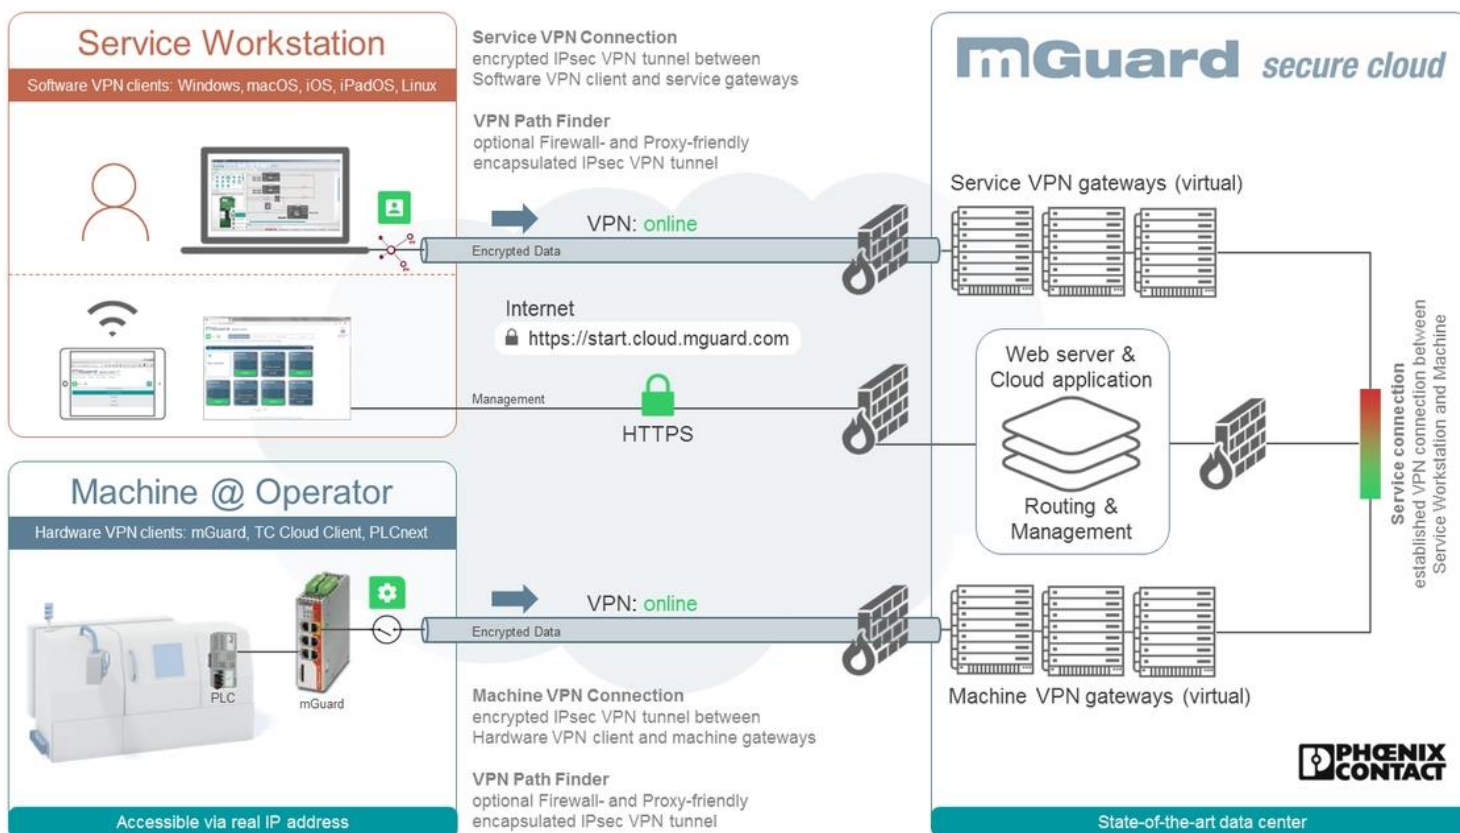 Service Workstation
Software VPN clients: Windows, macOS, iOS, iPadOS, Linux
Service VPN Connection
encrypted IPsec VPN tunnel between
Software VPN client and service gateways
VPN Path Finder
optional Firewall- and Proxy-friendly
encapsulated IPsec VPN tunnel
VPN: online
Encrypted Data
Internet
https://start.cloud.mguard.com
Management
HTTPS
Machine @ Operator
Hardware VPN clients: mGuard, TC Cloud Client, PLCnext
PLC
mGuard
VPN: online
Encrypted Data
Machine VPN Connection
encrypted IPsec VPN tunnel between
Hardware VPN client and machine gateways
VPN Path Finder
optional Firewall- and Proxy-friendly
encapsulated IPsec VPN tunnel
Accessible via real IP address
mGuard secure cloud
Service VPN gateways (virtual)
Web server &
Cloud application
Routing &
Management
Service connection
established VPN connection between
Service Workstation and Machine
Machine VPN gateways (virtual)
PHŒNIX
CONTACT
State-of-the-art data center